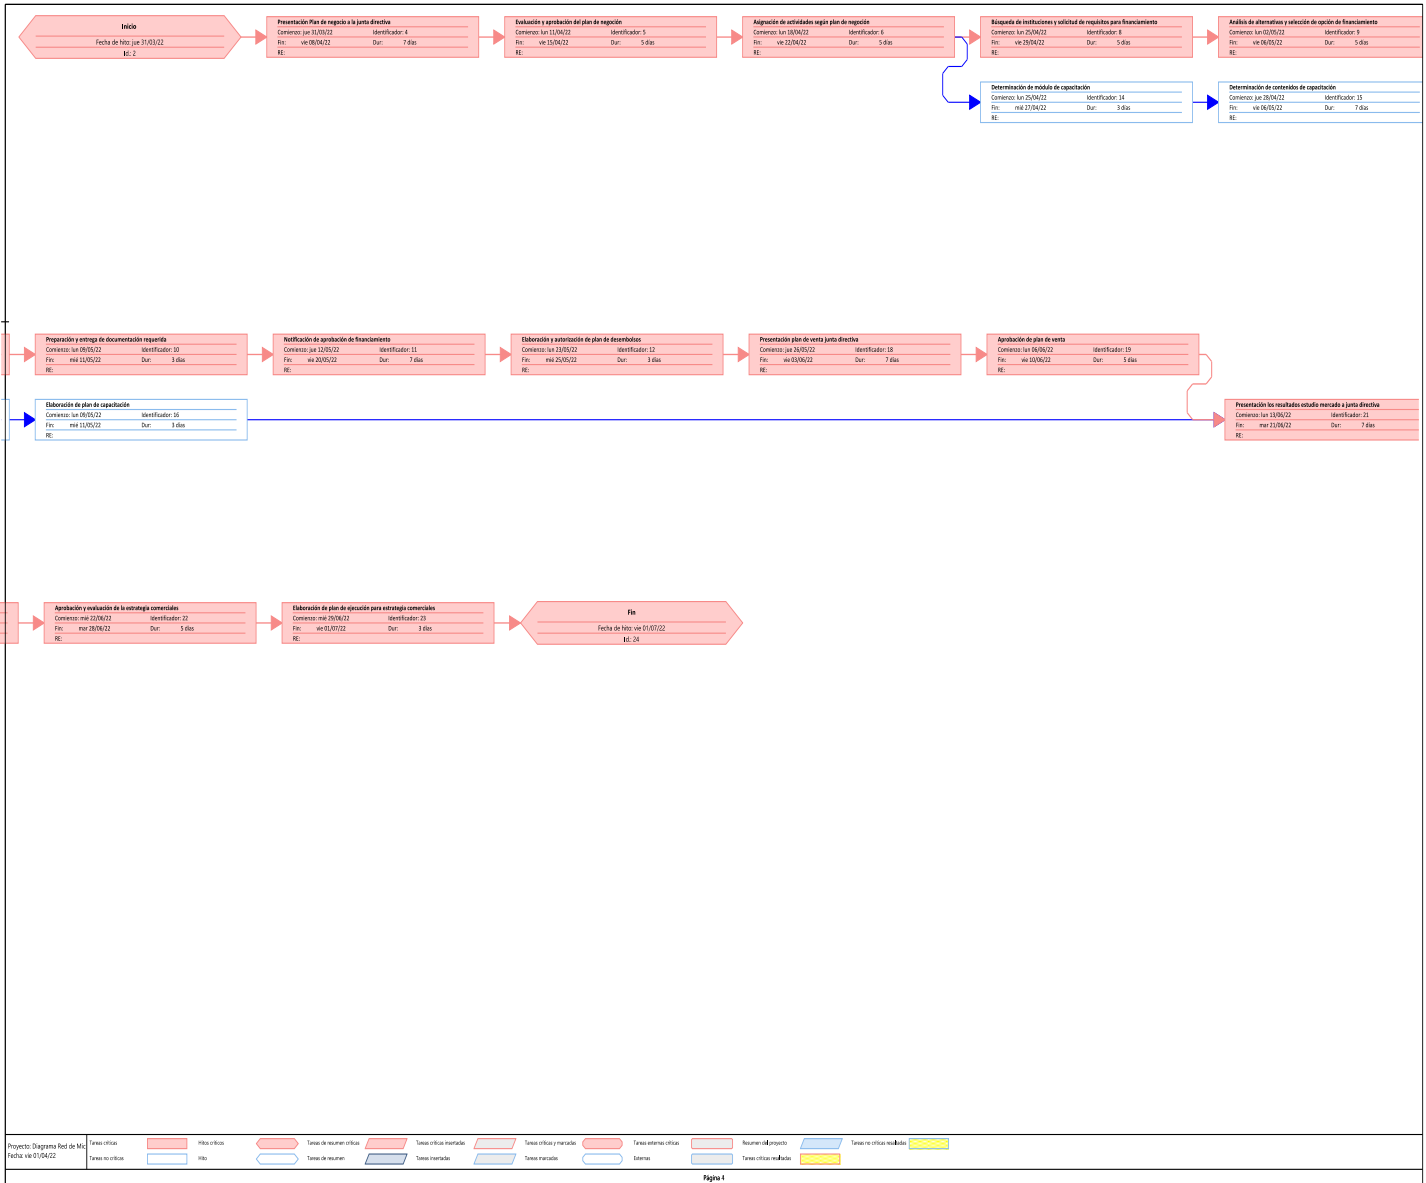 Inicio
Fecha de hito: jue 31/03/22
Id.: 2
Presentación Plan de negocio a la junta directiva
Comienzo: jue 31/03/22 Identificador: 4
Fin: vie 08/04/22 Dur: 7 días
RE:
Evaluación y aprobación del plan de negoción
Comienzo: lun 11/04/22 Identificador: 5
Fin: vie 15/04/22 Dur: 5 días
RE:
Asignación de actividades según plan de negoción
Comienzo: lun 18/04/22 Identificador: 6
Fin: vie 22/04/22 Dur: 5 días
RE:
Búsqueda de instituciones y solicitud de requisitos para financiamiento
Comienzo: lun 25/04/22 Identificador: 8
Fin: vie 29/04/22 Dur: 5 días
RE:
Análisis de alternativas y selección de opción de financiamiento
Comienzo: lun 02/05/22 Identificador: 9
Fin: vie 06/05/22 Dur: 5 días
RE:
Determinación de módulo de capacitación
Comienzo: lun 25/04/22 Identificador: 14
Fin: mié 27/04/22 Dur: 3 días
RE:
Determinación de contenidos de capacitación
Comienzo: jue 28/04/22 Identificador: 15
Fin: vie 06/05/22 Dur: 7 días
RE:
Preparación y entrega de documentación requerida
Comienzo: lun 09/05/22 Identificador: 10
Fin: mié 11/05/22 Dur: 3 días
RE:
Notificación de aprobación de financiamiento
Comienzo: jue 12/05/22 Identificador: 11
Fin: vie 20/05/22 Dur: 7 días
RE:
Elaboración y autorización de plan de desembolsos
Comienzo: lun 23/05/22 Identificador: 12
Fin: mié 25/05/22 Dur: 3 días
RE:
Presentación plan de venta junta directiva
Comienzo: jue 26/05/22 Identificador: 18
Fin: vie 03/06/22 Dur: 7 días
RE:
Aprobación de plan de venta
Comienzo: lun 06/06/22 Identificador: 19
Fin: vie 10/06/22 Dur: 5 días
RE:
Elaboración de plan de capacitación
Comienzo: lun 09/05/22 Identificador: 16
Fin: mié 11/05/22 Dur: 3 días
RE:
Presentación los resultados estudio mercado a junta directiva
Comienzo: lun 13/06/22 Identificador: 21
Fin: mar 21/06/22 Dur: 7 días
RE:
Aprobación y evaluación de la estrategia comerciales
Comienzo: mié 22/06/22 Identificador: 22
Fin: mar 28/06/22 Dur: 5 días
RE:
Elaboración de plan de ejecución para estrategia comerciales
Comienzo: mié 29/06/22 Identificador: 23
Fin: vie 01/07/22 Dur: 3 días
RE:
Fin
Fecha de hito: vie 01/07/22
Id.: 24
Proyecto: Diagrama Red de Mic
Fecha: vie 01/04/22
Tareas críticas Hitos críticos Tareas de resumen críticas Tareas críticas insertadas Tareas críticas y marcadas Tareas externas críticas Resumen del proyecto Tareas no críticas resaltadas
Tareas no críticas Hito Tareas de resumen Tareas insertadas Tareas marcadas Externas Tareas críticas resaltadas
Página 4